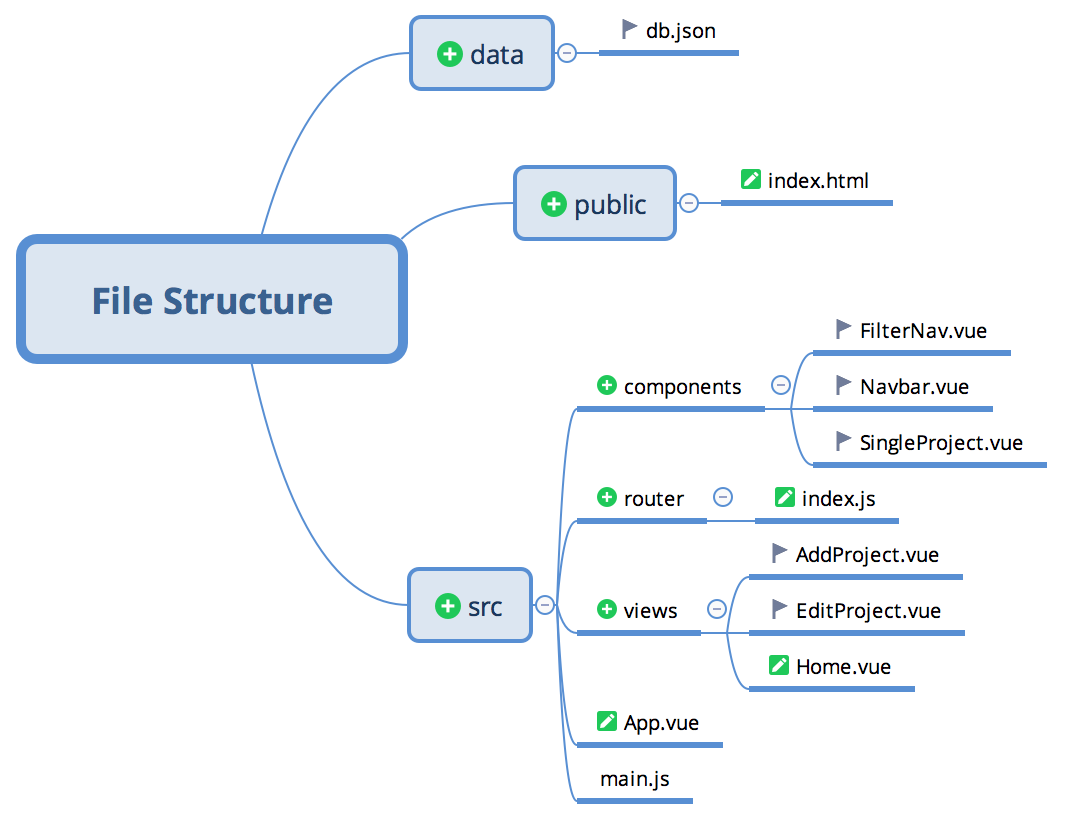 File Structure
data
db.json
public
index.html
src
components
FilterNav.vue
Navbar.vue
SingleProject.vue
router
index.js
views
AddProject.vue
EditProject.vue
Home.vue
App.vue
main.js